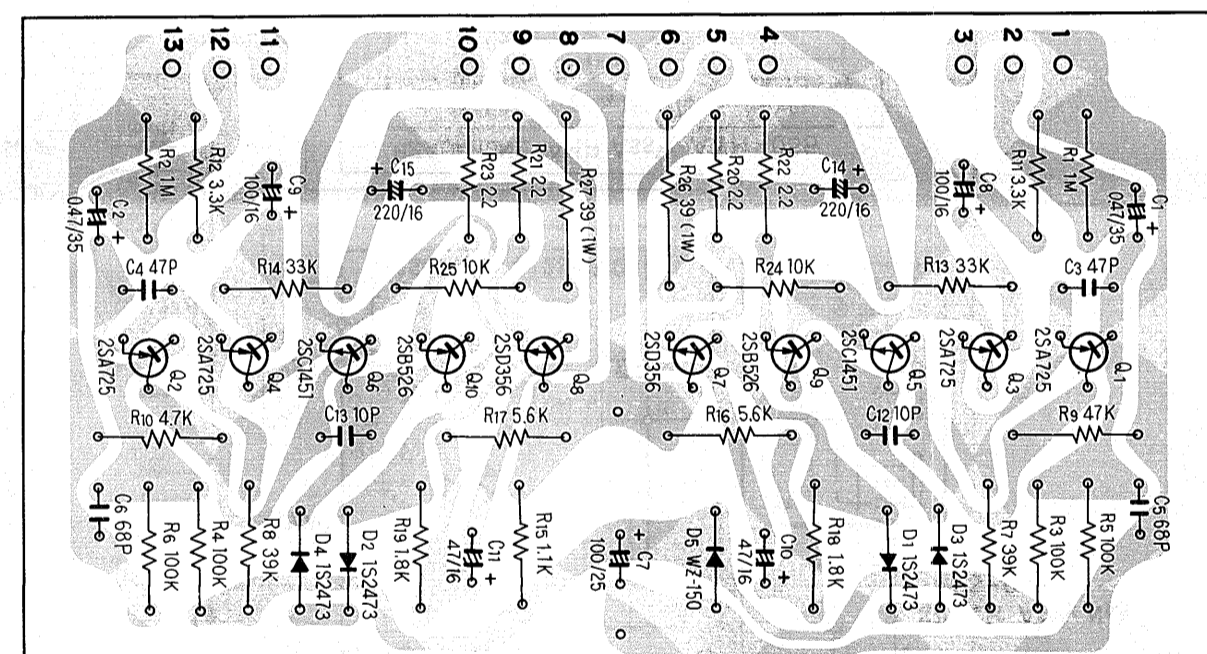 13 12 11 10 9 8 7 6 5 4 3 2 1
R2 1M
R12 3.3K
C9 100/16 +
+ C15 220/16
R23 2.2
R21 2.2
R27 39 (1W)
R26 39 (1W)
R20 2.2
R22 2.2
C14 + 220/16
C8 100/16 +
R11 3.3K
R1 1M
C1 047/35 +
C2 0.47/35 +
C4 47P
R14 33K
R25 10K
R24 10K
R13 33K
C3 47P
2SA725 Q2
2SA725 Q4
2SC1451 Q6
2SB526 Q10
2SD356 Q8
2SD356 Q7
2SB526 Q9
2SC1451 Q5
2SA725 Q3
2SA725 Q1
R10 4.7K
C13 10P
R17 5.6K
R16 5.6K
C12 10P
R9 47K
C6 68P
R6 100K
R4 100K
R8 39K
D4 1S2473
D2 1S2473
R19 1.8K
C11 47/16 +
R15 1.1K
+ C7 100/25
D5 WZ-150
C10 47/16 +
R18 1.8K
D1 1S2473
D3 1S2473
R7 39K
R3 100K
R5 100K
C5 68P